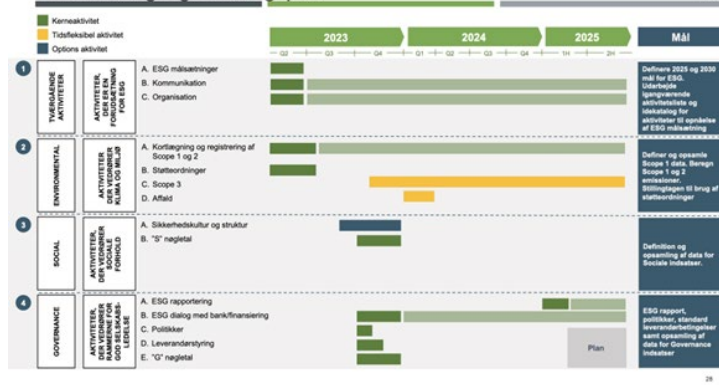 Kerneaktivitet
Tidsfleksibel aktivitet
Options aktivitet
2023
2024
2025
Mål
Q2
Q3
Q4
Q1
Q2
Q3
Q4
1H
2H
1
TVÆRGÅENDE
AKTIVITETER
AKTIVITETER,
DER ER EN
FORUDSÆTNING
FOR ESG
A. ESG målsætninger
B. Kommunikation
C. Organisation
Definere 2025 og 2030
mål for ESG.
Udarbejde
igangværende
aktivitetsliste og
idekatalog for
aktiviteter til opnåelse
af ESG målsætning
2
ENVIRONMENTAL
AKTIVITETER
DER VEDRØRER
KLIMA OG MILJØ
A. Kortlægning og registrering af
Scope 1 og 2
B. Støtteordninger
C. Scope 3
D. Affald
Definer og opsamle
Scope 1 data. Beregn
Scope 1 og 2
emissioner.
Stillingtagen til brug af
støtteordninger
3
SOCIAL
AKTIVITETER,
DER VEDRØRER
SOCIALE
FORHOLD
A. Sikkerhedskultur og struktur
B. "S" nøgletal
Definition og
opsamling af data for
Sociale indsatser.
4
GOVERNANCE
AKTIVITETER,
DER VEDRØRER
RAMMERNE FOR
GOD SELSKABS-
LEDELSE
A. ESG rapportering
B. ESG dialog med bank/finansiering
C. Politikker
D. Leverandørstyring
E. "G" nøgletal
Plan
ESG rapport,
politikker, standard
leverandørbetingelser
samt opsamling af
data for Governance
indsatser
28